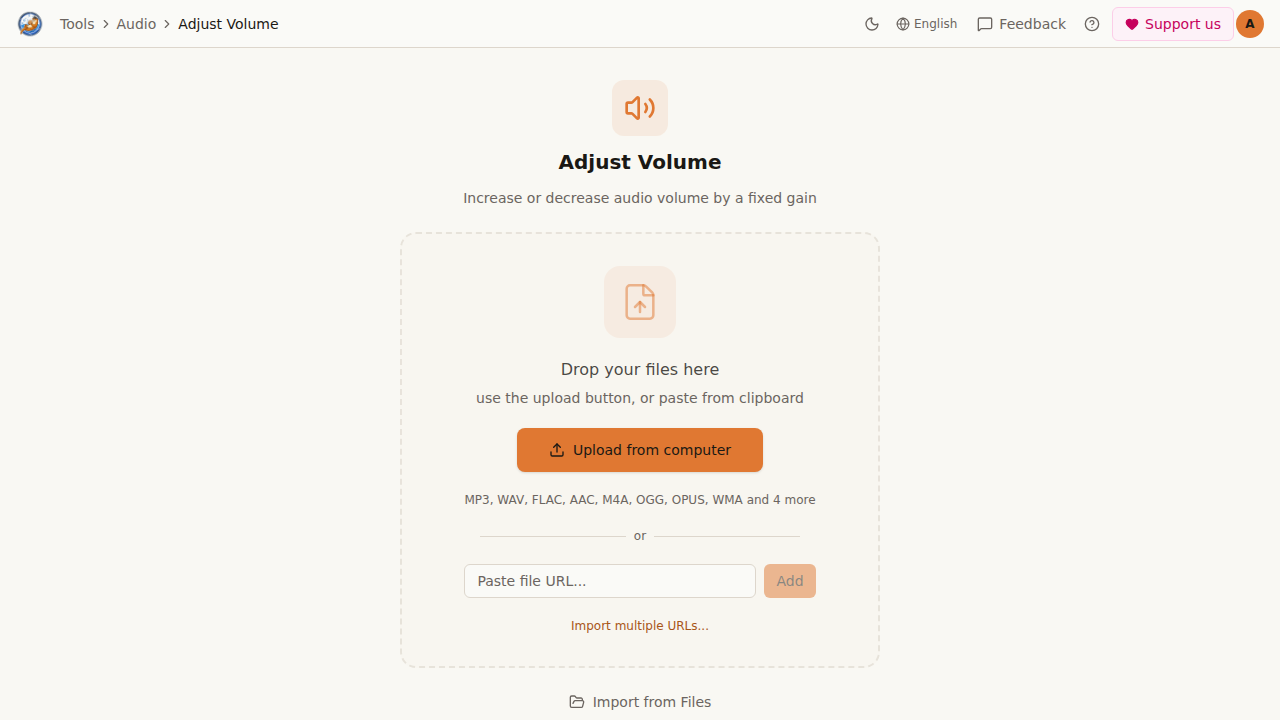 Tools > Audio > Adjust Volume
English
Feedback
Support us
A
Adjust Volume
Increase or decrease audio volume by a fixed gain
Drop your files here
use the upload button, or paste from clipboard
Upload from computer
MP3, WAV, FLAC, AAC, M4A, OGG, OPUS, WMA and 4 more
or
Paste file URL...
Add
Import multiple URLs...
Import from Files